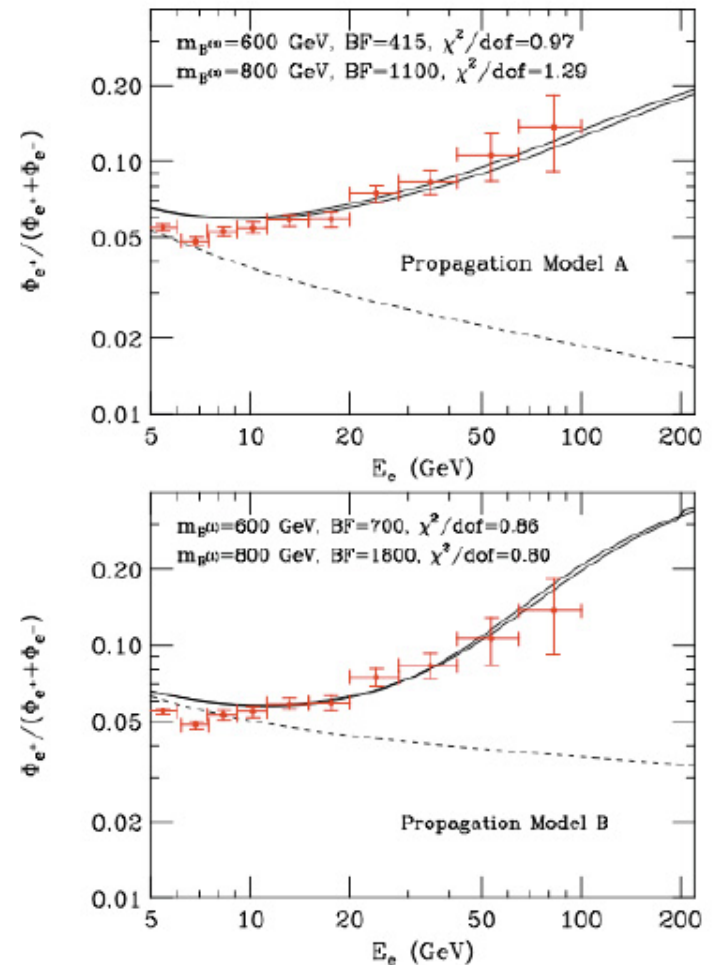 m_B⁽¹⁾=600 GeV, BF=415, χ²/dof=0.97
m_B⁽¹⁾=800 GeV, BF=1100, χ²/dof=1.29
Φ_e⁺/(Φ_e⁺+Φ_e⁻)
0.20
0.10
0.05
0.02
0.01
Propagation Model A
5 10 20 50 100 200
E_e (GeV)
m_B⁽¹⁾=600 GeV, BF=700, χ²/dof=0.86
m_B⁽¹⁾=800 GeV, BF=1800, χ²/dof=0.80
Φ_e⁺/(Φ_e⁺+Φ_e⁻)
0.20
0.10
0.05
0.02
0.01
Propagation Model B
5 10 20 50 100 200
E_e (GeV)